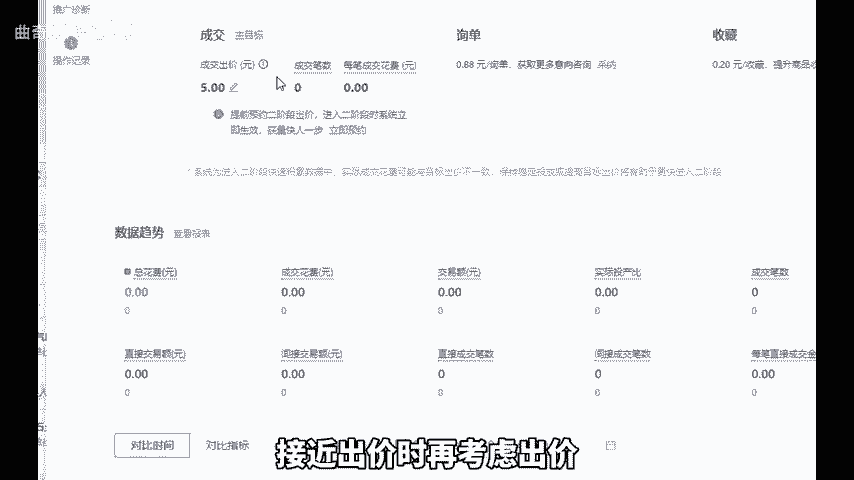 推广诊断
曲奇
操作记录
成交 主目标
询单
收藏
成交出价 (元)
成交笔数
每笔成交花费 (元)
0.88 元/询单，获取更多意向咨询
0.20 元/收藏，提升商品
5.00
0
0.00
提前预约二阶段出价，进入二阶段时系统立
即生效，获量快人一步 立即预约
数据趋势 查看报表
总花费(元)
成交花费(元)
交易额(元)
实际投产比
成交笔数
0.00
0.00
0.00
0.00
0
0
0
0
0
0
直接交易额(元)
间接交易额(元)
直接成交笔数
间接成交笔数
每笔直接成交金
0.00
0.00
0
0
0.00
0
0
0
0
0
对比时间
对比指标
接近出价时再考虑出价